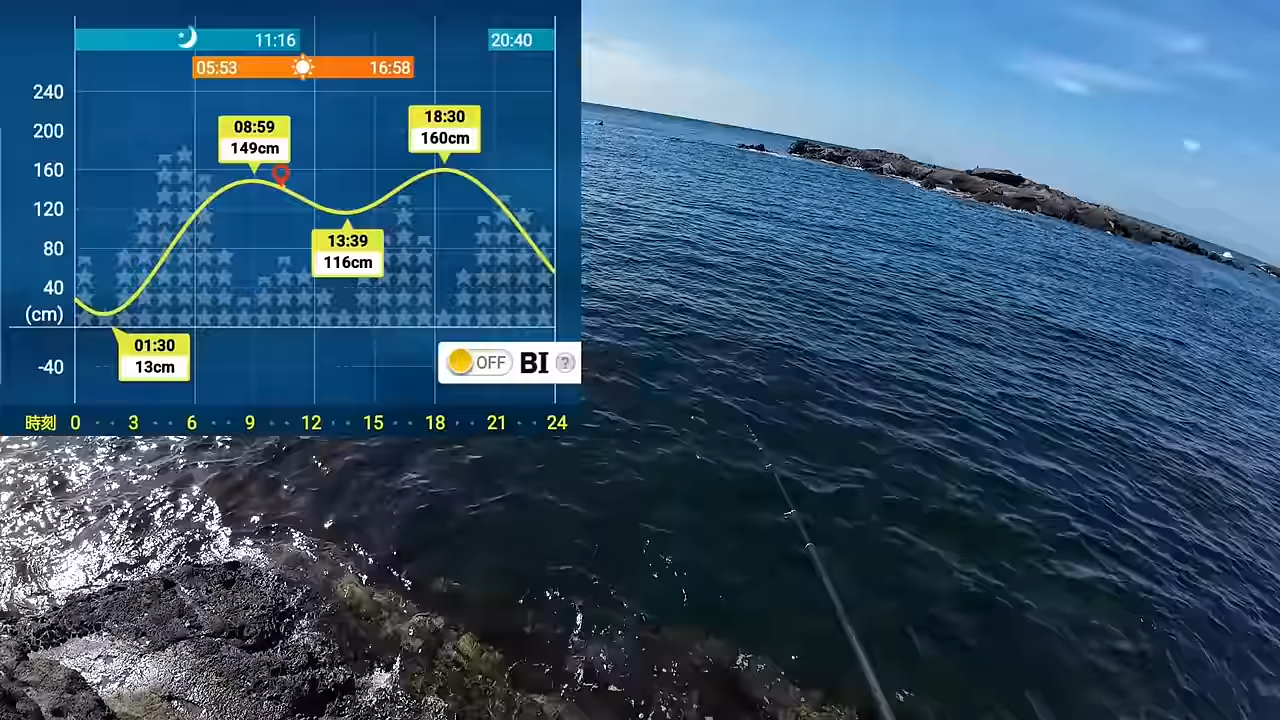 11:16
20:40
05:53
16:58
240
200
160
120
80
40
(cm)
-40
08:59
149cm
18:30
160cm
13:39
116cm
01:30
13cm
OFF BI ?
時刻 0 3 6 9 12 15 18 21 24